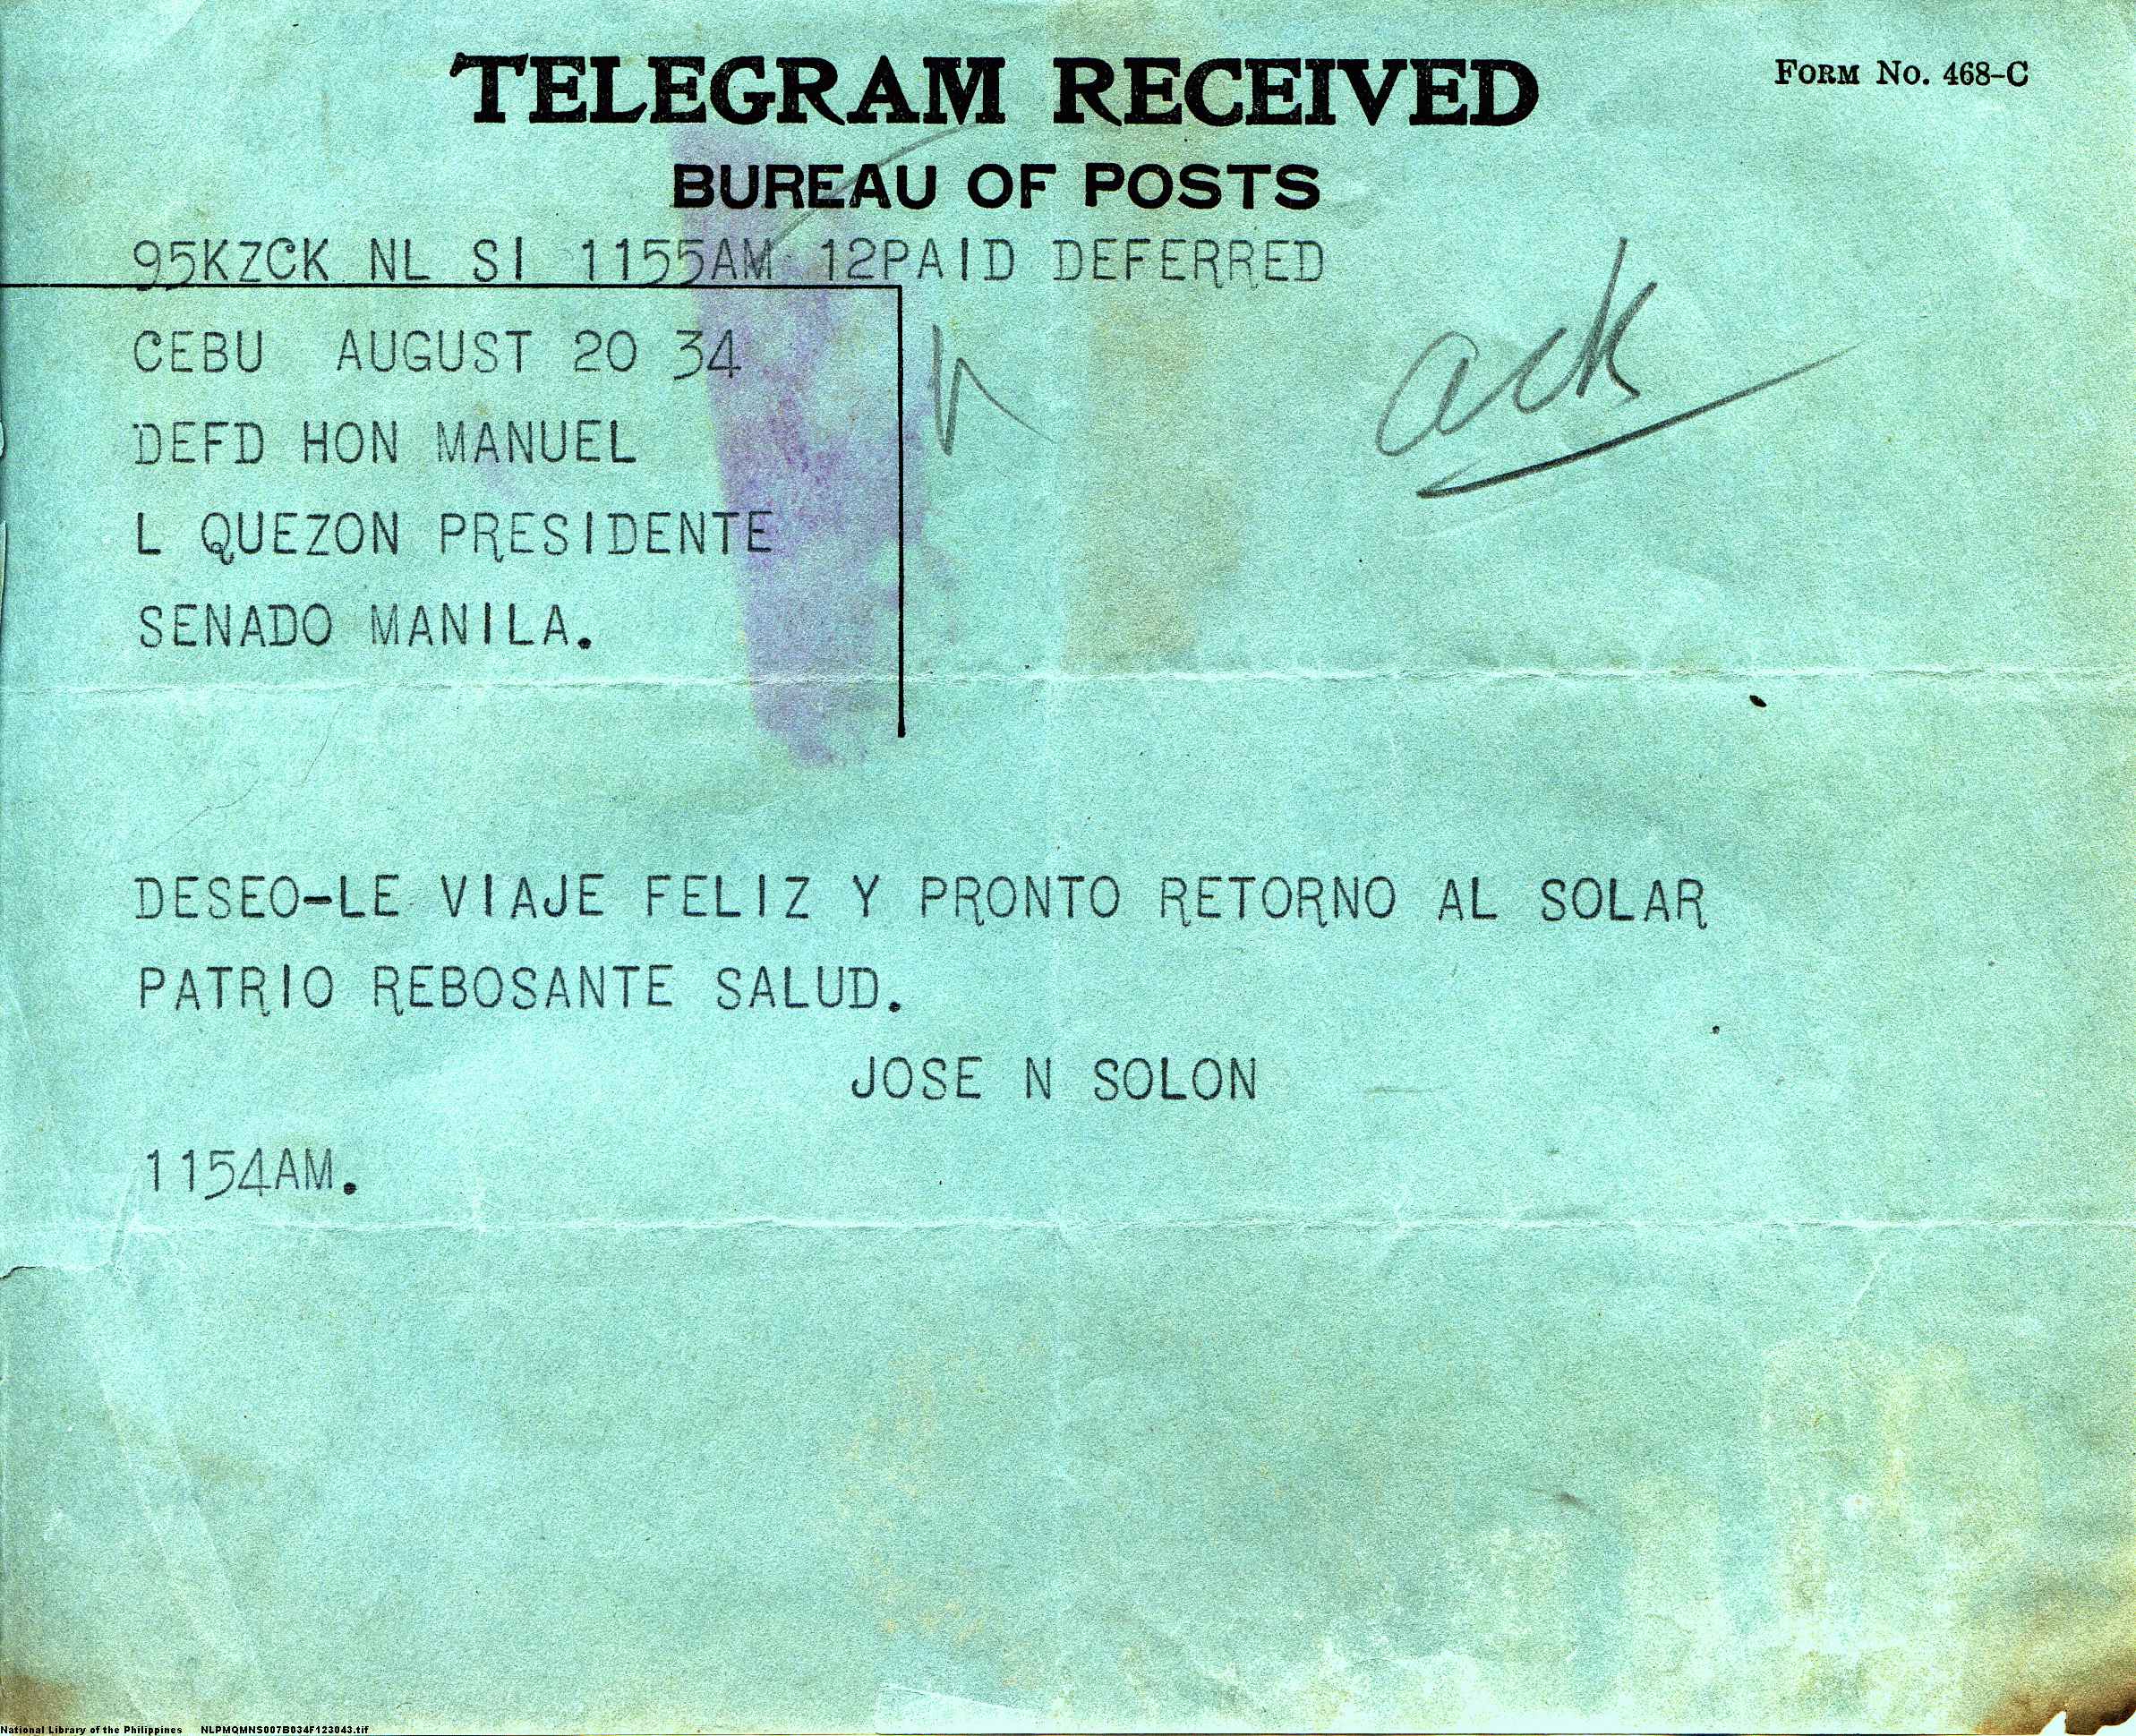 TELEGRAM RECEIVED
FORM No. 468-C
BUREAU OF POSTS
95KZCK NL SI 1155AM 12PAID DEFERRED
CEBU AUGUST 20 34
ack
DEFD HON MANUEL
L QUEZON PRESIDENTE
SENADO MANILA.
DESEO-LE VIAJE FELIZ Y PRONTO RETORNO AL SOLAR
PATRIO REBOSANTE SALUD.
JOSE N SOLON
1154AM.
National Library of the Philippines NLPMQMNS007B034F123043.tif